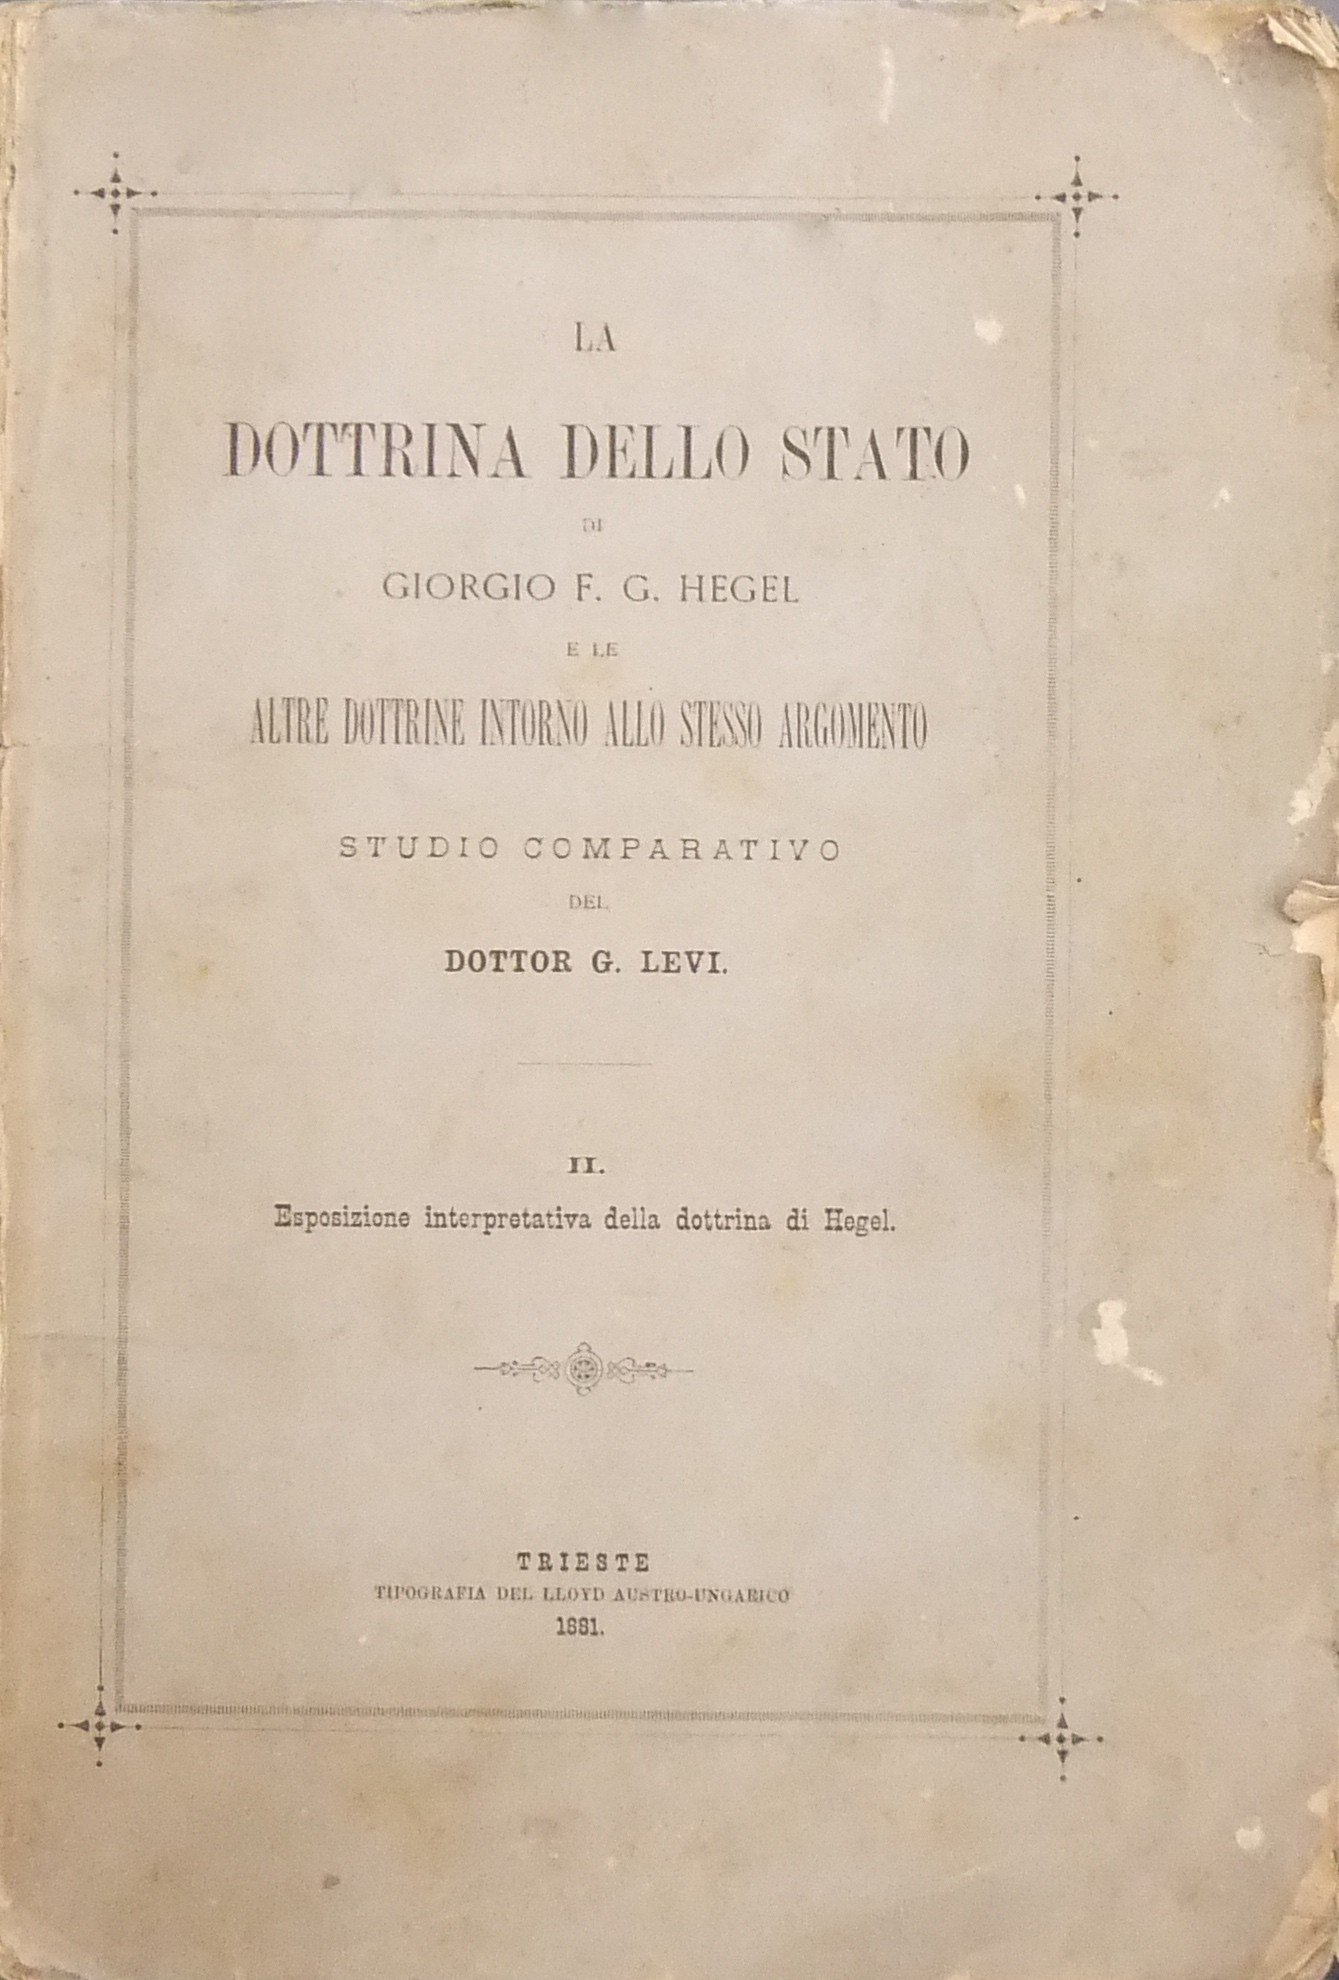 LA
DOTTRINA DELLO STATO
DI
GIORGIO F. G. HEGEL
E LE
ALTRE DOTTRINE INTORNO ALLO STESSO ARGOMENTO
STUDIO COMPARATIVO
DEL
DOTTOR G. LEVI.
II.
Esposizione interpretativa della dottrina di Hegel.
TRIESTE
TIPOGRAFIA DEL LLOYD AUSTRO-UNGARICO
1881.